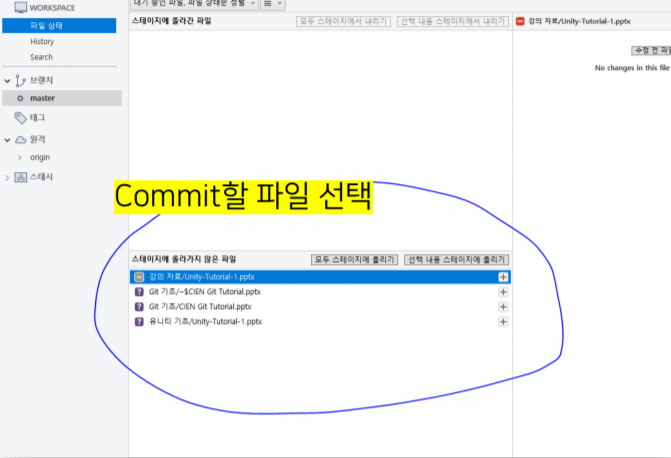 WORKSPACE
파일 상태
History
Search
브랜치
master
태그
원격
origin
스태시
대기 중인 파일, 파일 상태순 정렬
스테이지에 올라간 파일
모두 스테이지에서 내리기
선택 내용 스테이지에서 내리기
Commit할 파일 선택
스테이지에 올라가지 않은 파일
모두 스테이지에 올리기
선택 내용 스테이지에 올리기
강의 자료/Unity-Tutorial-1.pptx
Git 기초/~$CIEN Git Tutorial.pptx
Git 기초/CIEN Git Tutorial.pptx
유니티 기초/Unity-Tutorial-1.pptx
강의 자료/Unity-Tutorial-1.pptx
수정 전 파일
No changes in this file